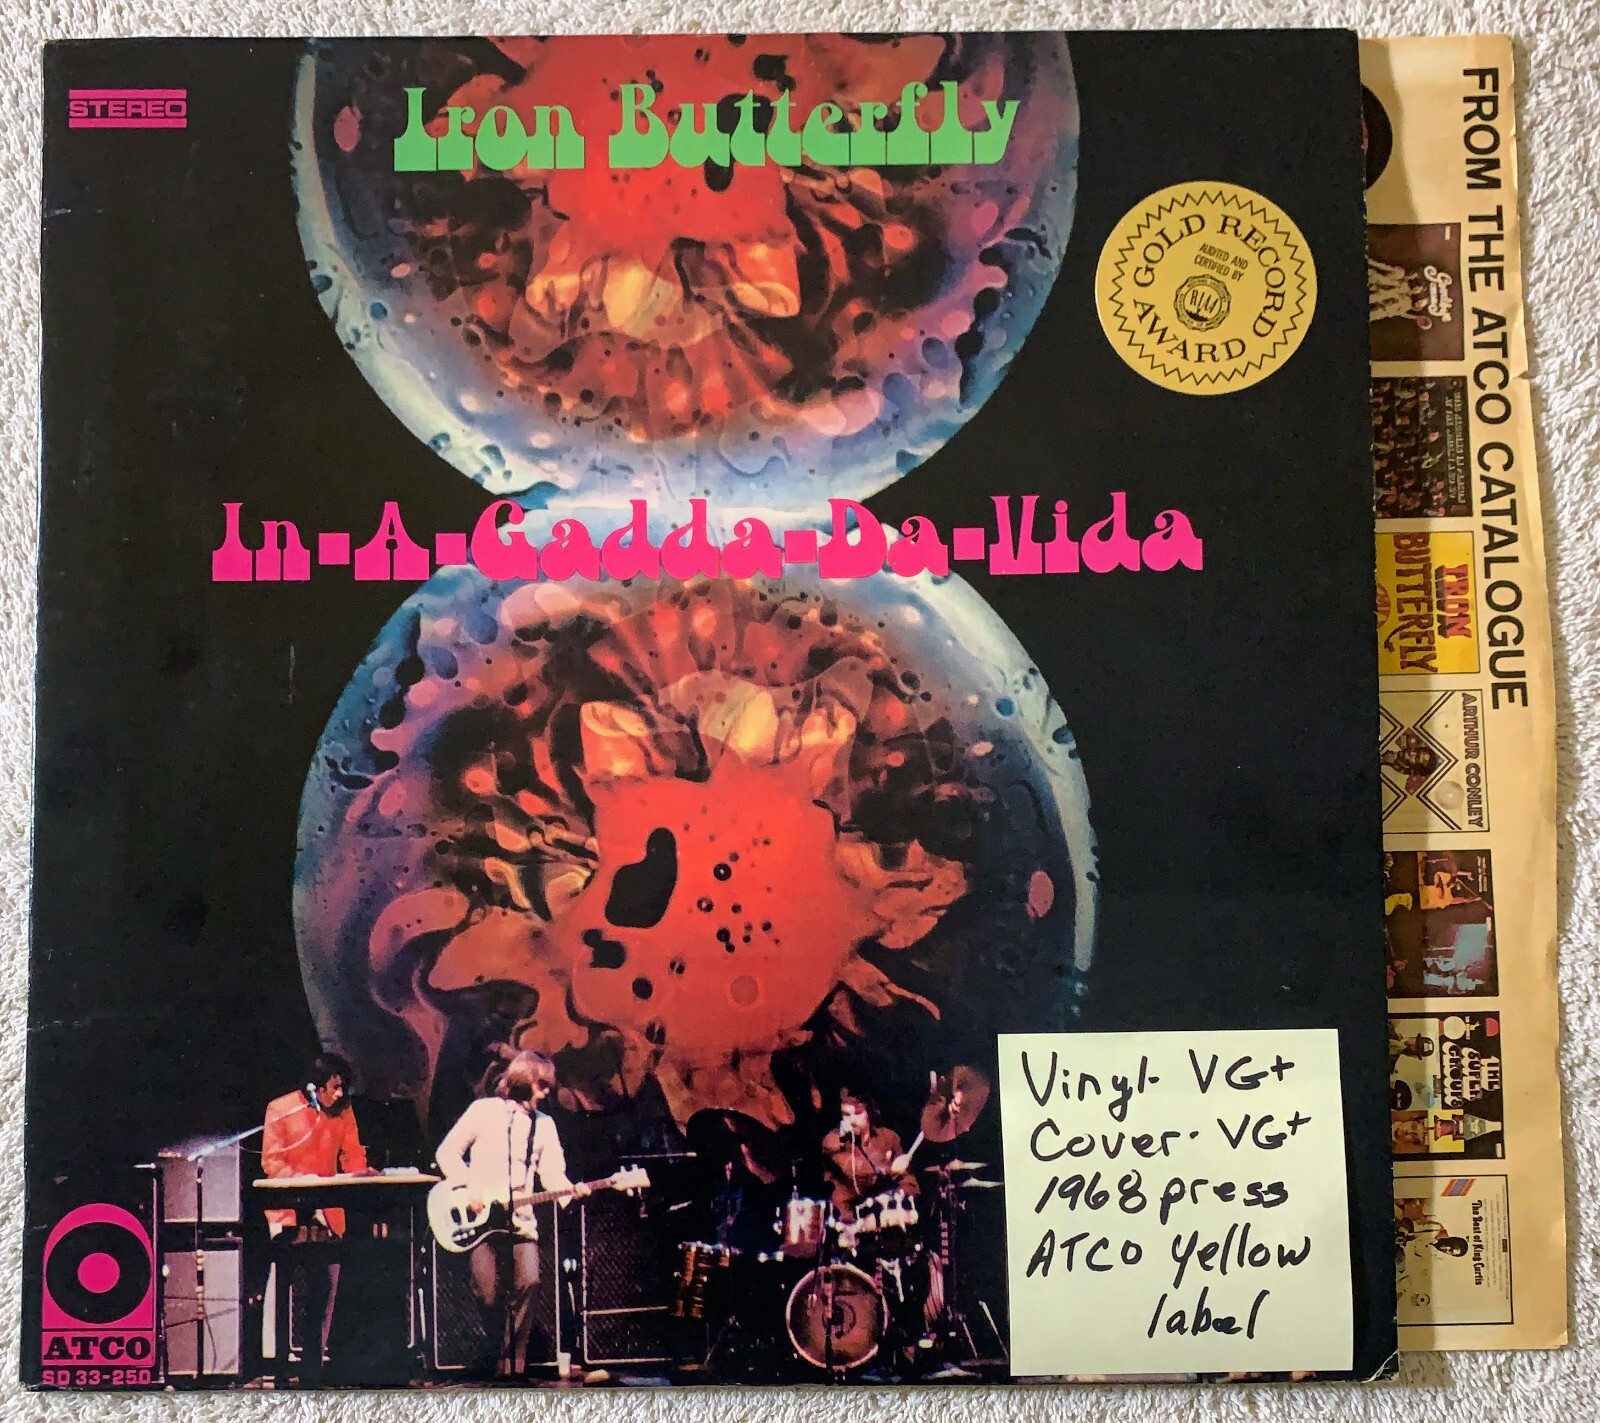 STEREO
Iron Butterfly
GOLD RECORD
AUDITED AND
CERTIFIED BY
RIAA
AWARD
In-A-Gadda-Da-Vida
ATCO
SD 33-250
Vinyl- VG+
Cover- VG+
1968 press
ATCO Yellow
label
FROM THE ATCO CATALOGUE
IRON
BUTTERFLY
ARTHUR CONLEY
THE
SUPER
GROUPS
The Best of King Curtis